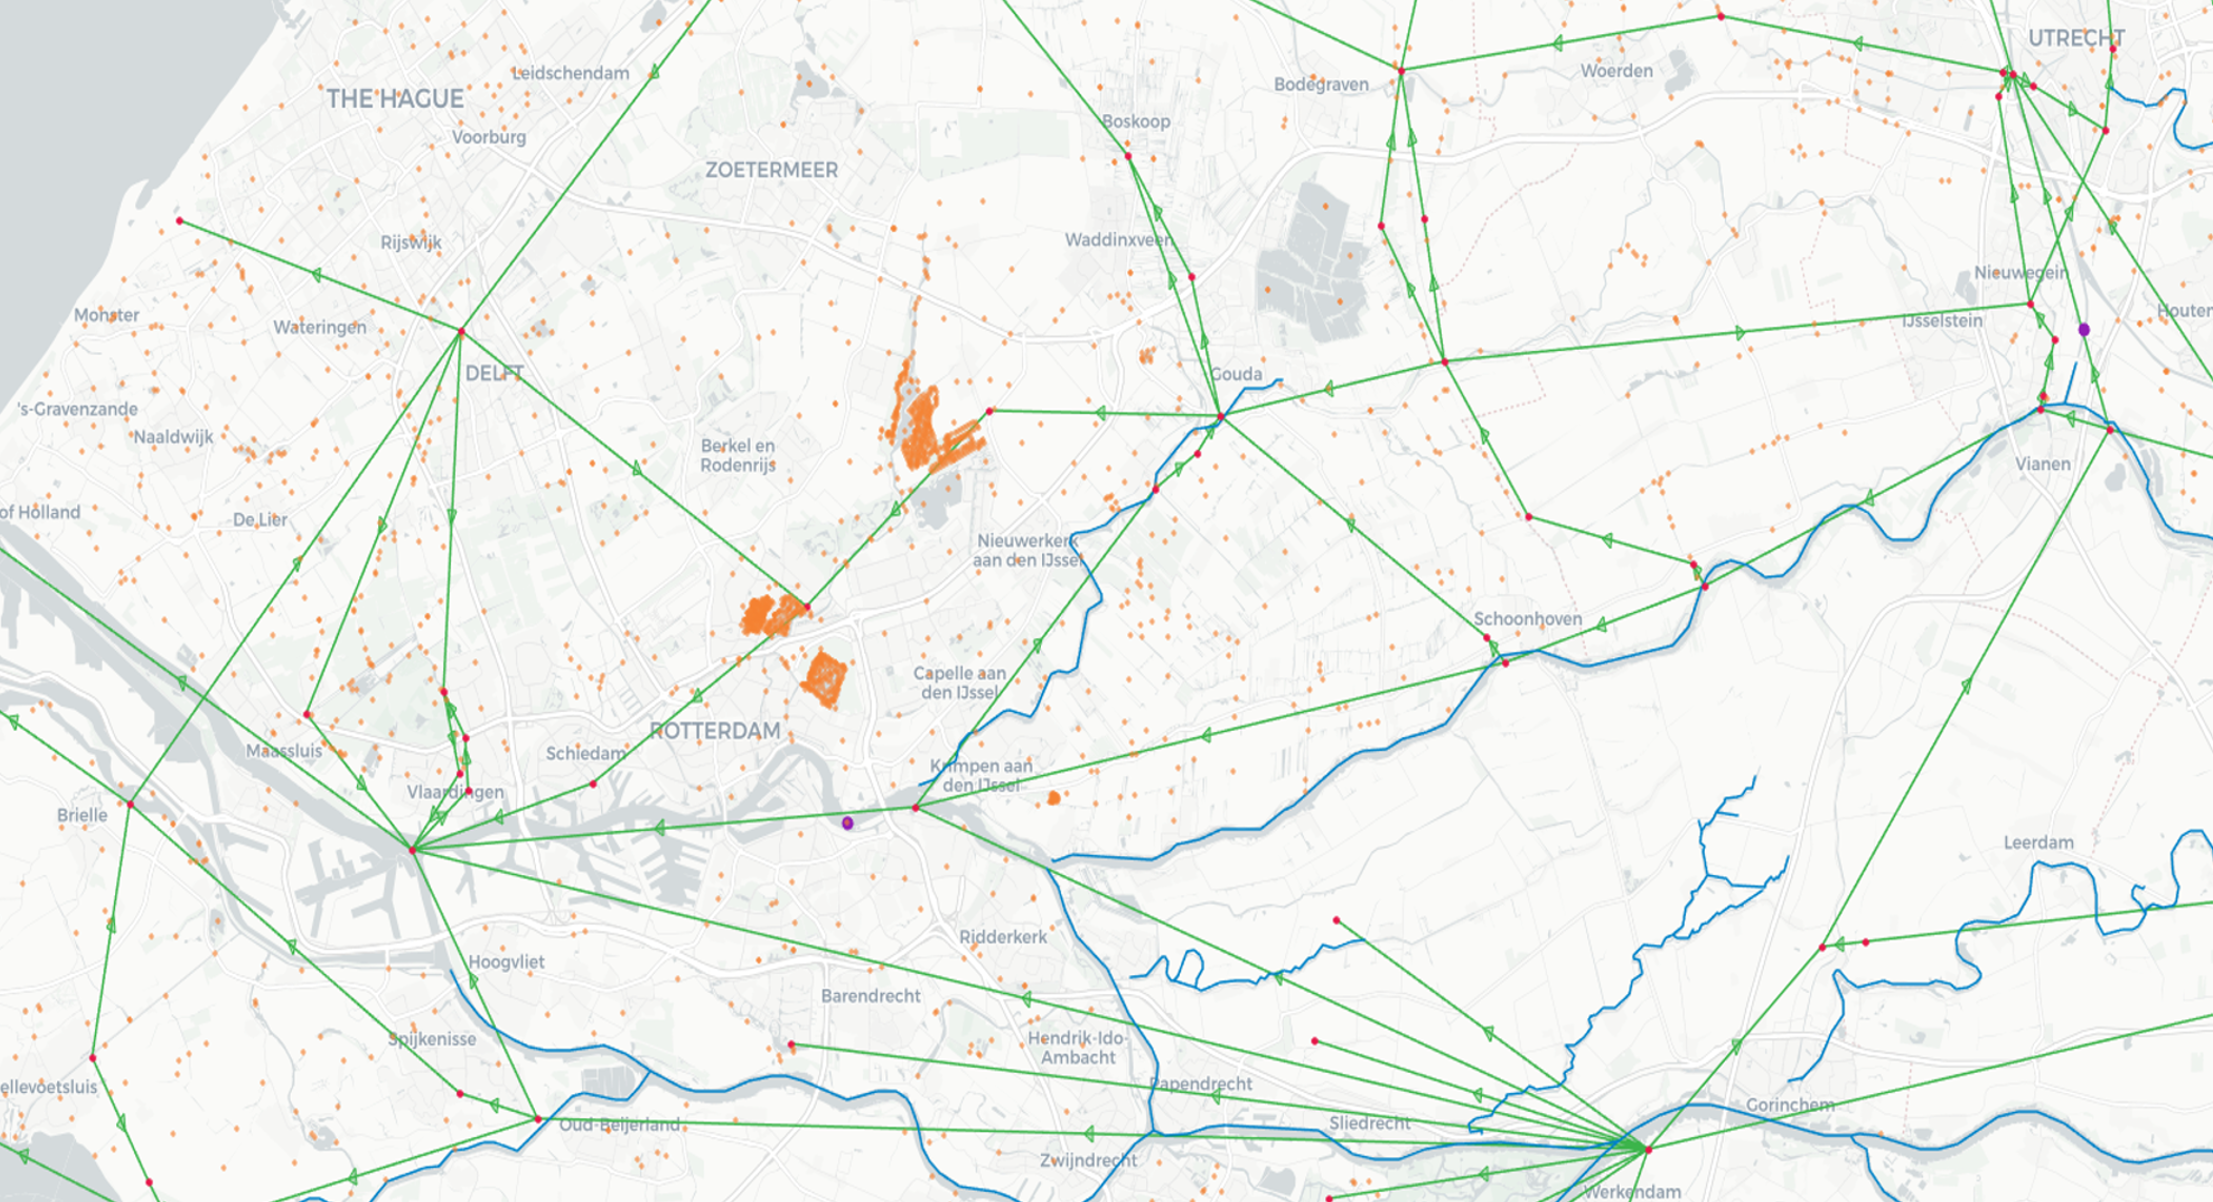 UTRECHT
Leidschendam
Woerden
Bodegraven
THE HAGUE
Boskoop
Voorburg
ZOETERMEER
Rijswijk
Waddinxveen
Nieuwegein
Monster
Wateringen
IJsselstein
Houten
DELFT
Gouda
's-Gravenzande
Naaldwijk
Berkel en
Rodenrijs
Vianen
of Holland
De Lier
Nieuwerkerk
aan den IJssel
Schoonhoven
Capelle aan
den IJssel
ROTTERDAM
Maassluis
Schiedam
Krimpen aan
den IJssel
Vlaardingen
Brielle
Leerdam
Ridderkerk
Hoogvliet
Barendrecht
Spijkenisse
Hendrik-Ido-
Ambacht
ellevoetsluis
Papendrecht
Gorinchem
Oud-Beijerland
Sliedrecht
Zwijndrecht
Werkendam